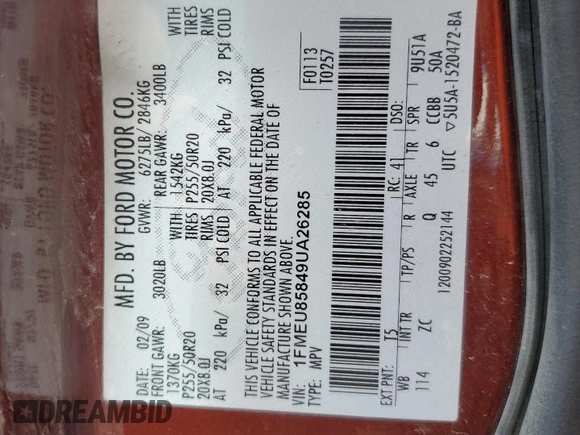 MFD. BY FORD MOTOR CO.
DATE: 02/09 GVWR: 6275LB/ 2846KG
FRONT GAWR: 3020LB REAR GAWR: 3400LB
1370KG WITH 1542KG WITH
P255/50R20 TIRES P255/50R20 TIRES
20X8.0J RIMS 20X8.0J RIMS
AT 220 kPa/ 32 PSI COLD AT 220 kPa/ 32 PSI COLD
THIS VEHICLE CONFORMS TO ALL APPLICABLE FEDERAL MOTOR
VEHICLE SAFETY STANDARDS IN EFFECT ON THE DATE OF
MANUFACTURE SHOWN ABOVE.
VIN: 1FMEU85849UA26285
TYPE: MPV
F0113
T0257
EXT PNT: T5 RC: 41 DSO:
WB INT TR TP/PS R AXLE TR SPR 9U51A
114 ZC Q 45 6 CCBB 50A
1200902252144 UTC ▽5U5A-1520472-BA
DREAMBID